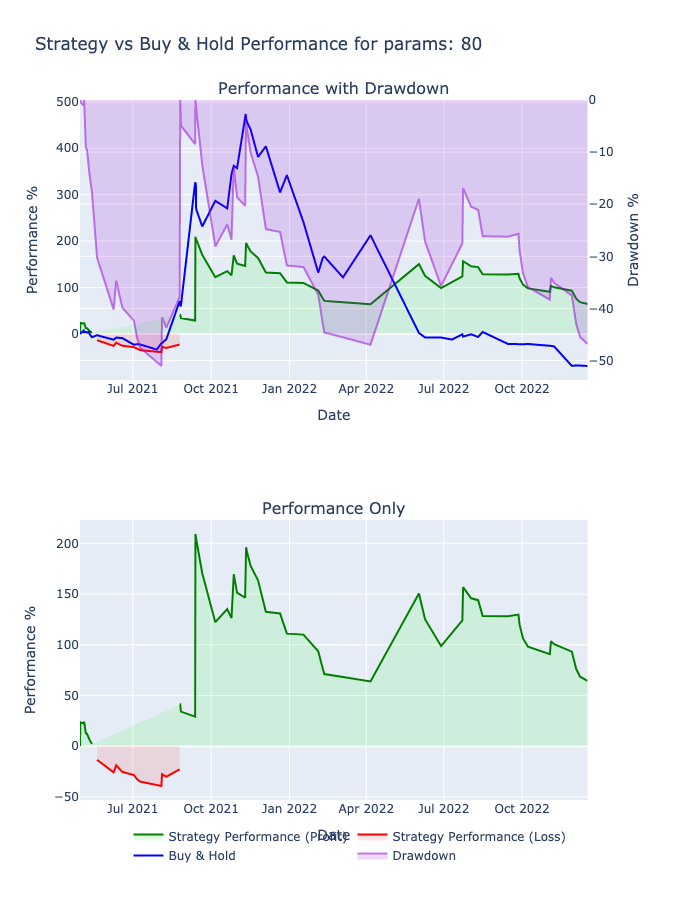 Strategy vs Buy & Hold Performance for params: 80
Performance with Drawdown
500
400
300
200
100
0
Performance %
0
−10
−20
−30
−40
−50
Drawdown %
Jul 2021
Oct 2021
Jan 2022
Apr 2022
Jul 2022
Oct 2022
Date
Performance Only
200
150
100
50
0
−50
Performance %
Jul 2021
Oct 2021
Jan 2022
Apr 2022
Jul 2022
Oct 2022
Date
Strategy Performance (Profit)
Strategy Performance (Loss)
Buy & Hold
Drawdown